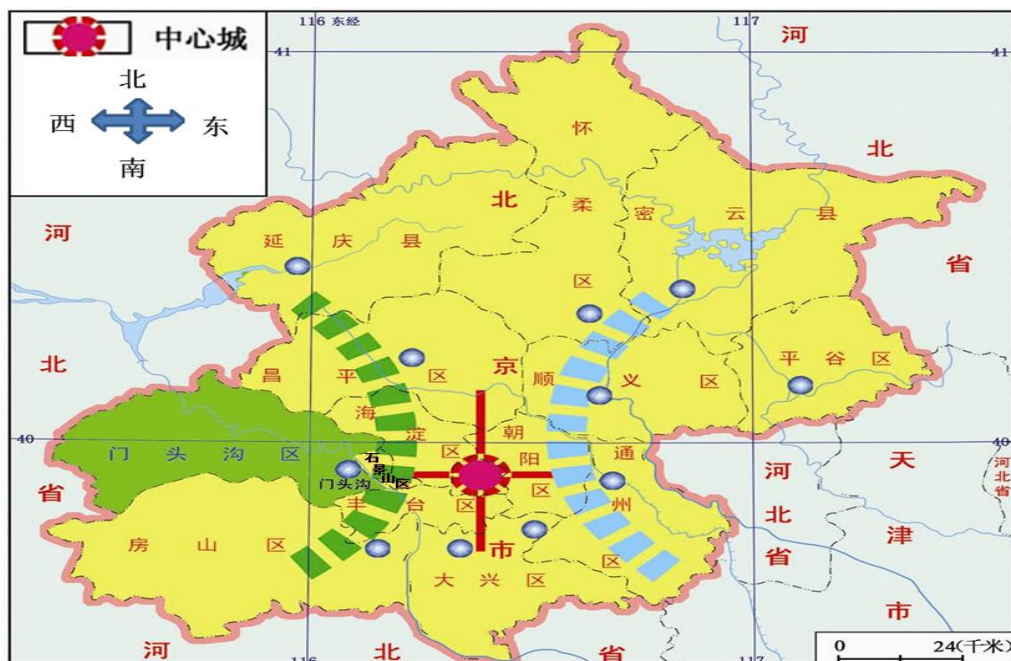 116 东经
117
中心城
41
41
河
北
西
东
南
怀
北
北
柔
密
云
县
河
延
庆
县
省
区
北
昌
平
区
京
顺
义
区
平
谷
区
海
淀
区
朝
阳
区
通
州
区
40
40
门
头
沟
区
石
景
山
区
门头沟
天
津
市
河
北
省
河
北
省
省
丰
台
区
房
山
区
市
大
兴
区
河
北
省
116
117
0
24(千米)